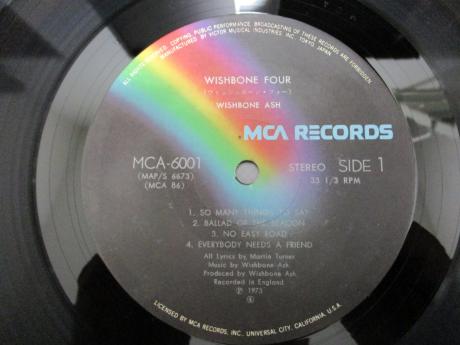 ALL RIGHTS RESERVED. COPYING, PUBLIC PERFORMANCE, BROADCASTING OF THESE RECORDS ARE FORBIDDEN.
MANUFACTURED BY VICTOR MUSICAL INDUSTRIES INC. TOKYO, JAPAN
WISHBONE FOUR
(ウィッシュボーン・フォー)
WISHBONE ASH
MCA RECORDS
MCA-6001 STEREO SIDE 1
(MAP/S 6673) 33 1/3 RPM
(MCA 86)
1. SO MANY THINGS TO SAY
2. BALLAD OF THE BEACON
3. NO EASY ROAD
4. EVERYBODY NEEDS A FRIEND
All Lyrics by Martin Turner
Music by Wishbone Ash
Produced by Wishbone Ash
Recorded in England
Ⓟ 1973
LICENSED BY MCA RECORDS, INC., UNIVERSAL CITY, CALIFORNIA, U.S.A.